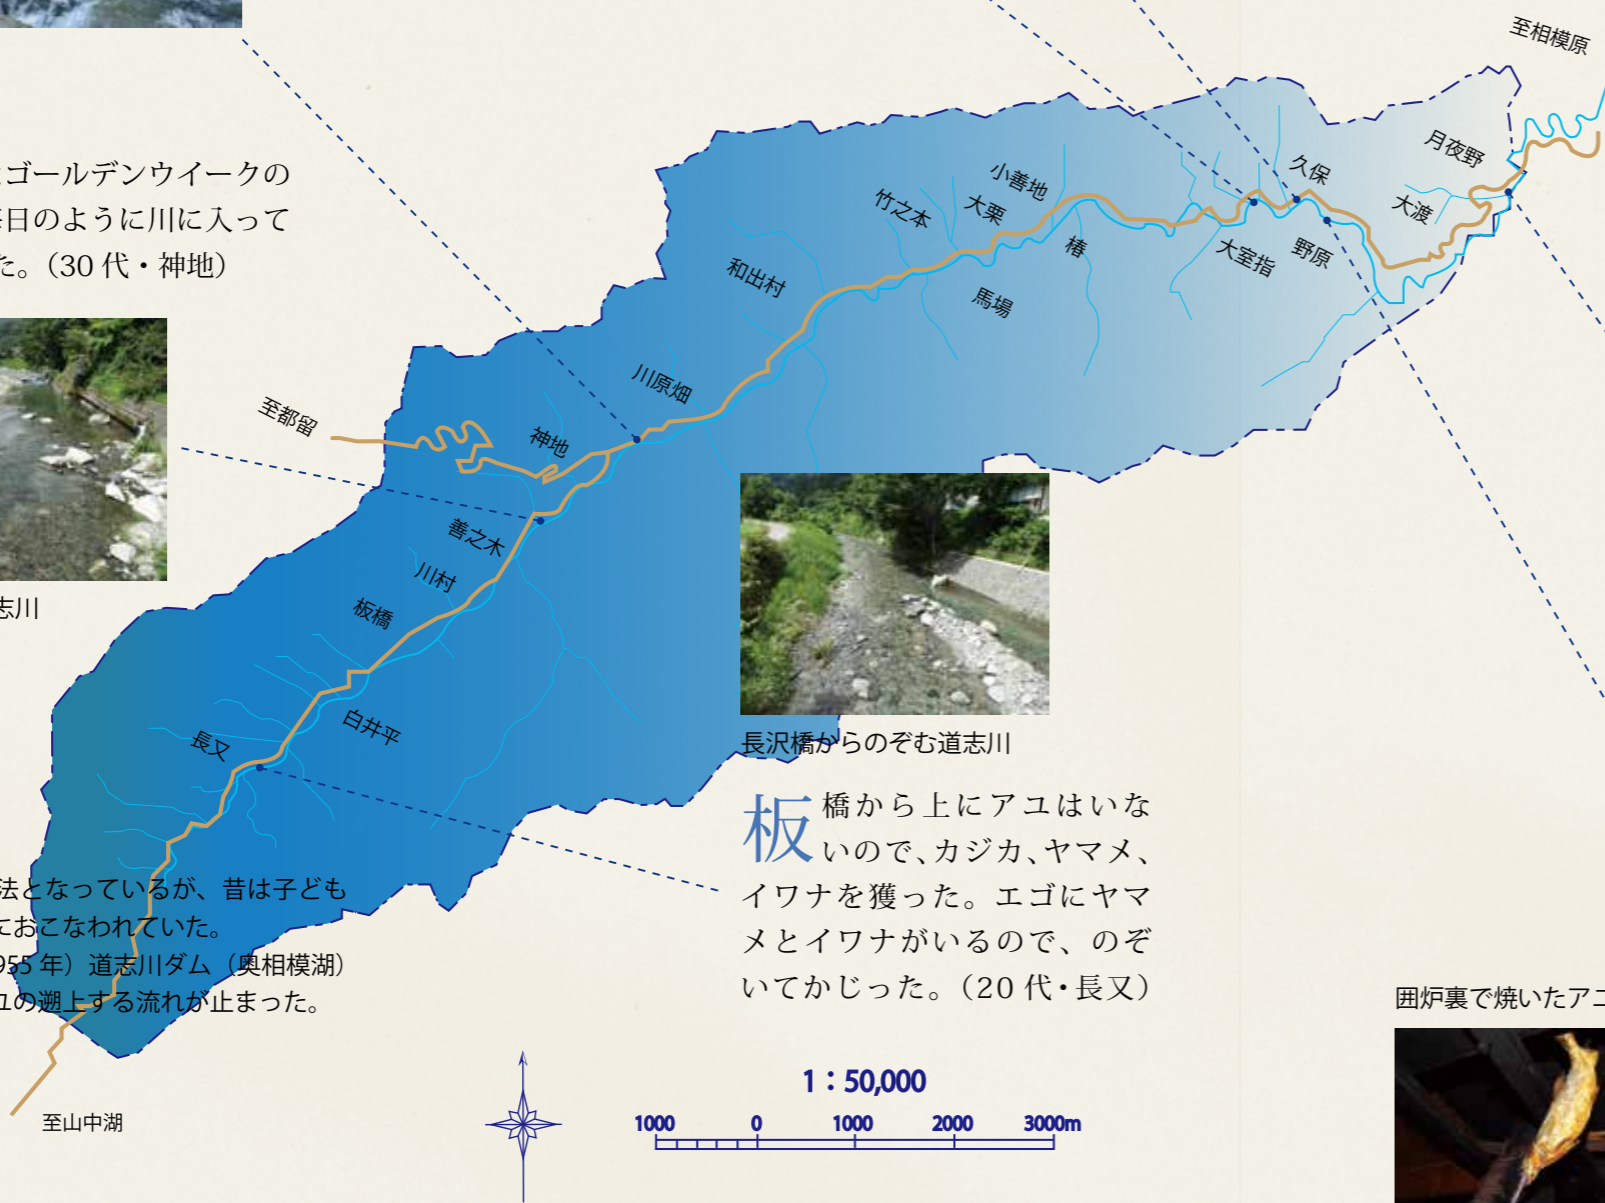 至相模原
ゴールデンウイークの
日のように川に入って
た。（30代・神地）
月夜野
久保
大渡
小善地
大栗
竹之本
椿
大室指
野原
和出村
馬場
川原畑
至都留
神地
善之木
川村
板橋
志川
白井平
長又
長沢橋からのぞむ道志川
板橋から上にアユはいな
いので、カジカ、ヤマメ、
イワナを獲った。エゴにヤマ
メとイワナがいるので、のぞ
いてかじった。（20代・長又）
法となっているが、昔は子ども
におこなわれていた。
955年）道志川ダム（奥相模湖）
ユの遡上する流れが止まった。
囲炉裏で焼いたアユ
至山中湖
1：50,000
1000 0 1000 2000 3000m